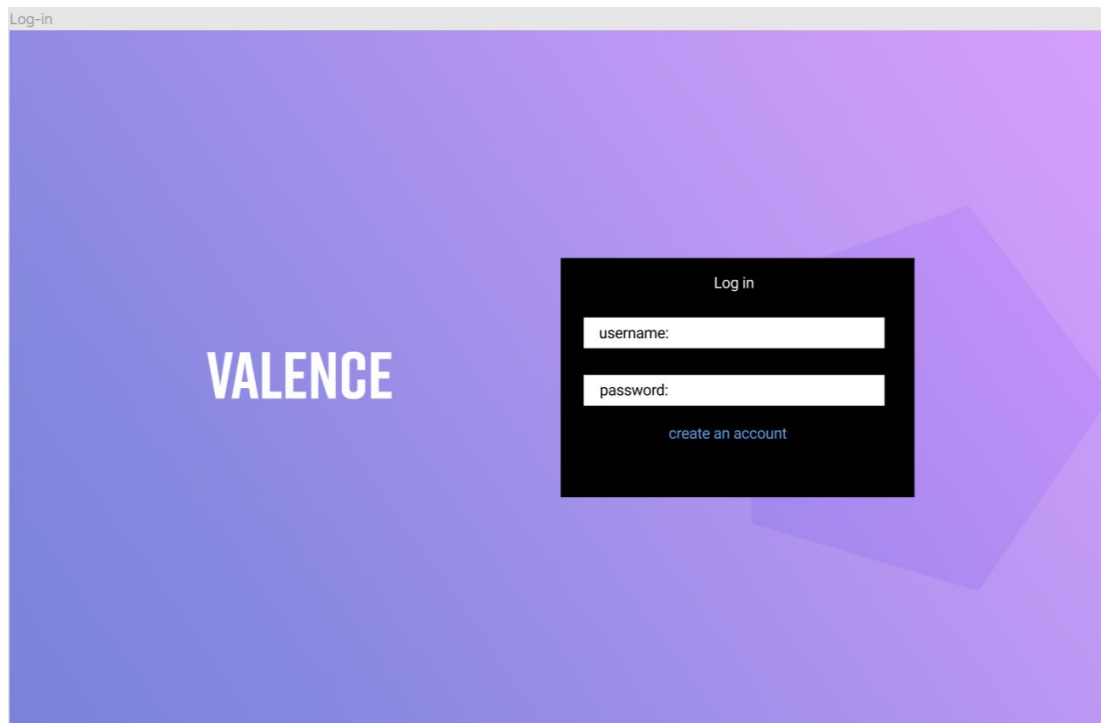 Log-in
VALENCE
Log in
username:
password:
create an account